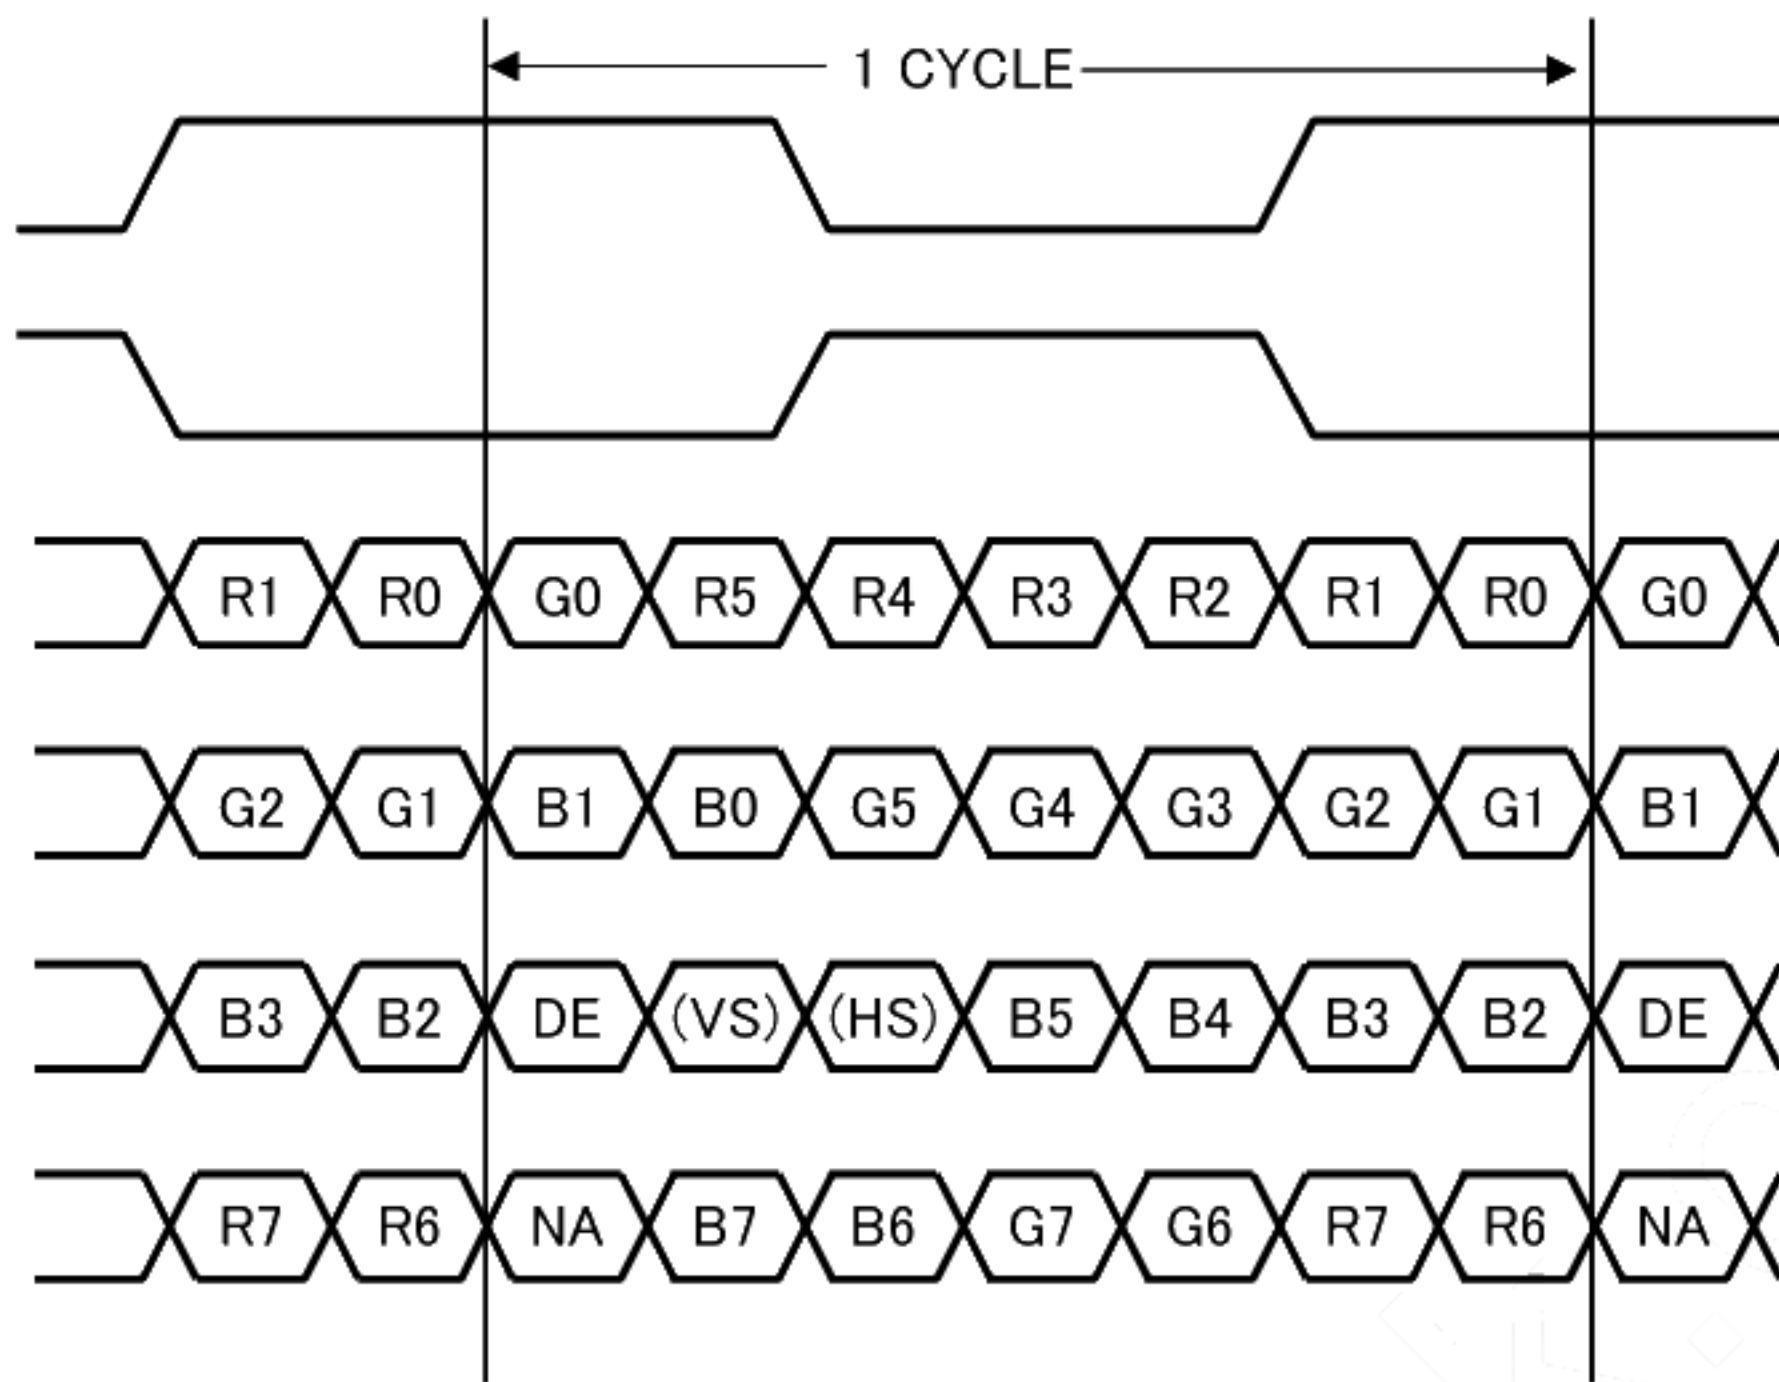 1 CYCLE
R1 R0 G0 R5 R4 R3 R2 R1 R0 G0
G2 G1 B1 B0 G5 G4 G3 G2 G1 B1
B3 B2 DE (VS) (HS) B5 B4 B3 B2 DE
R7 R6 NA B7 B6 G7 G6 R7 R6 NA